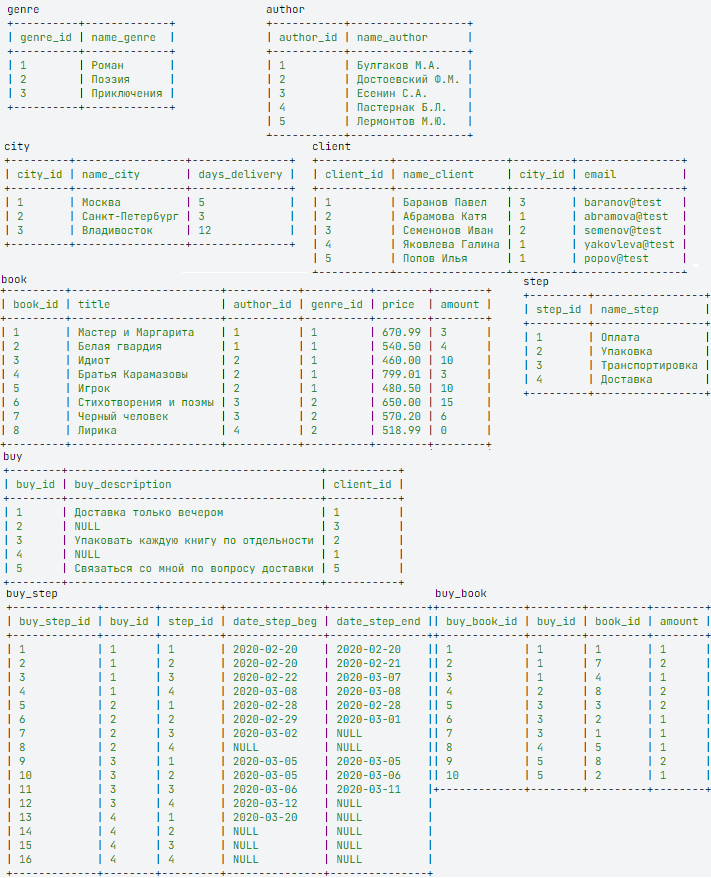 genre
genre_id | name_genre
1 | Роман
2 | Поэзия
3 | Приключения
author
author_id | name_author
1 | Булгаков М.А.
2 | Достоевский Ф.М.
3 | Есенин С.А.
4 | Пастернак Б.Л.
5 | Лермонтов М.Ю.
city
city_id | name_city | days_delivery
1 | Москва | 5
2 | Санкт-Петербург | 3
3 | Владивосток | 12
client
client_id | name_client | city_id | email
1 | Баранов Павел | 3 | baranov@test
2 | Абрамова Катя | 1 | abramova@test
3 | Семенонов Иван | 2 | semenov@test
4 | Яковлева Галина | 1 | yakovleva@test
5 | Попов Илья | 1 | popov@test
book
book_id | title | author_id | genre_id | price | amount
1 | Мастер и Маргарита | 1 | 1 | 670.99 | 3
2 | Белая гвардия | 1 | 1 | 540.50 | 4
3 | Идиот | 2 | 1 | 460.00 | 10
4 | Братья Карамазовы | 2 | 1 | 799.01 | 3
5 | Игрок | 2 | 1 | 480.50 | 10
6 | Стихотворения и поэмы | 3 | 2 | 650.00 | 15
7 | Черный человек | 3 | 2 | 570.20 | 6
8 | Лирика | 4 | 2 | 518.99 | 0
step
step_id | name_step
1 | Оплата
2 | Упаковка
3 | Транспортировка
4 | Доставка
buy
buy_id | buy_description | client_id
1 | Доставка только вечером | 1
2 | NULL | 3
3 | Упаковать каждую книгу по отдельности | 2
4 | NULL | 1
5 | Связаться со мной по вопросу доставки | 5
buy_step
buy_step_id | buy_id | step_id | date_step_beg | date_step_end
1 | 1 | 1 | 2020-02-20 | 2020-02-20
2 | 1 | 2 | 2020-02-20 | 2020-02-21
3 | 1 | 3 | 2020-02-22 | 2020-03-07
4 | 1 | 4 | 2020-03-08 | 2020-03-08
5 | 2 | 1 | 2020-02-28 | 2020-02-28
6 | 2 | 2 | 2020-02-29 | 2020-03-01
7 | 2 | 3 | 2020-03-02 | NULL
8 | 2 | 4 | NULL | NULL
9 | 3 | 1 | 2020-03-05 | 2020-03-05
10 | 3 | 2 | 2020-03-05 | 2020-03-06
11 | 3 | 3 | 2020-03-06 | 2020-03-11
12 | 3 | 4 | 2020-03-12 | NULL
13 | 4 | 1 | 2020-03-20 | NULL
14 | 4 | 2 | NULL | NULL
15 | 4 | 3 | NULL | NULL
16 | 4 | 4 | NULL | NULL
buy_book
buy_book_id | buy_id | book_id | amount
1 | 1 | 1 | 1
2 | 1 | 7 | 2
3 | 1 | 4 | 1
4 | 2 | 8 | 2
5 | 3 | 3 | 2
6 | 3 | 2 | 1
7 | 3 | 1 | 1
8 | 4 | 5 | 1
9 | 5 | 8 | 2
10 | 5 | 2 | 1